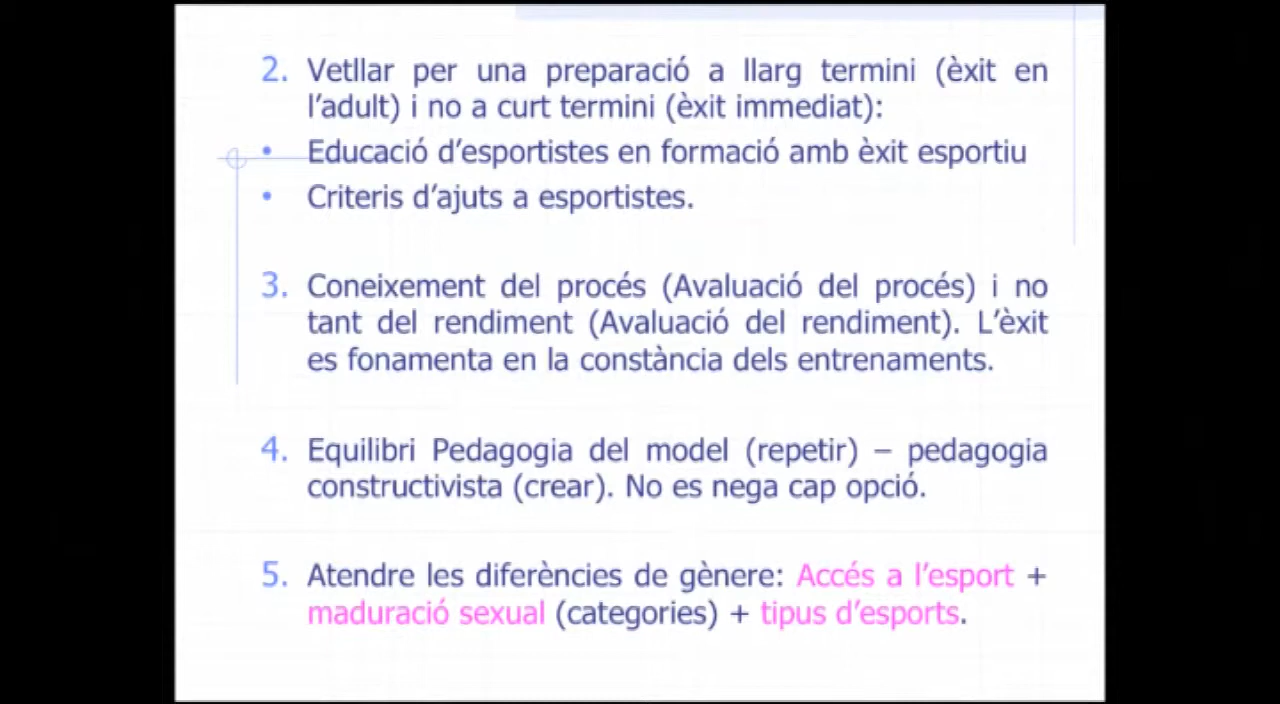 2. Vetllar per una preparació a llarg termini (èxit en
l'adult) i no a curt termini (èxit immediat):
• Educació d'esportistes en formació amb èxit esportiu
• Criteris d'ajuts a esportistes.
3. Coneixement del procés (Avaluació del procés) i no
tant del rendiment (Avaluació del rendiment). L'èxit
es fonamenta en la constància dels entrenaments.
4. Equilibri Pedagogia del model (repetir) – pedagogia
constructivista (crear). No es nega cap opció.
5. Atendre les diferències de gènere: Accés a l'esport +
maduració sexual (categories) + tipus d'esports.